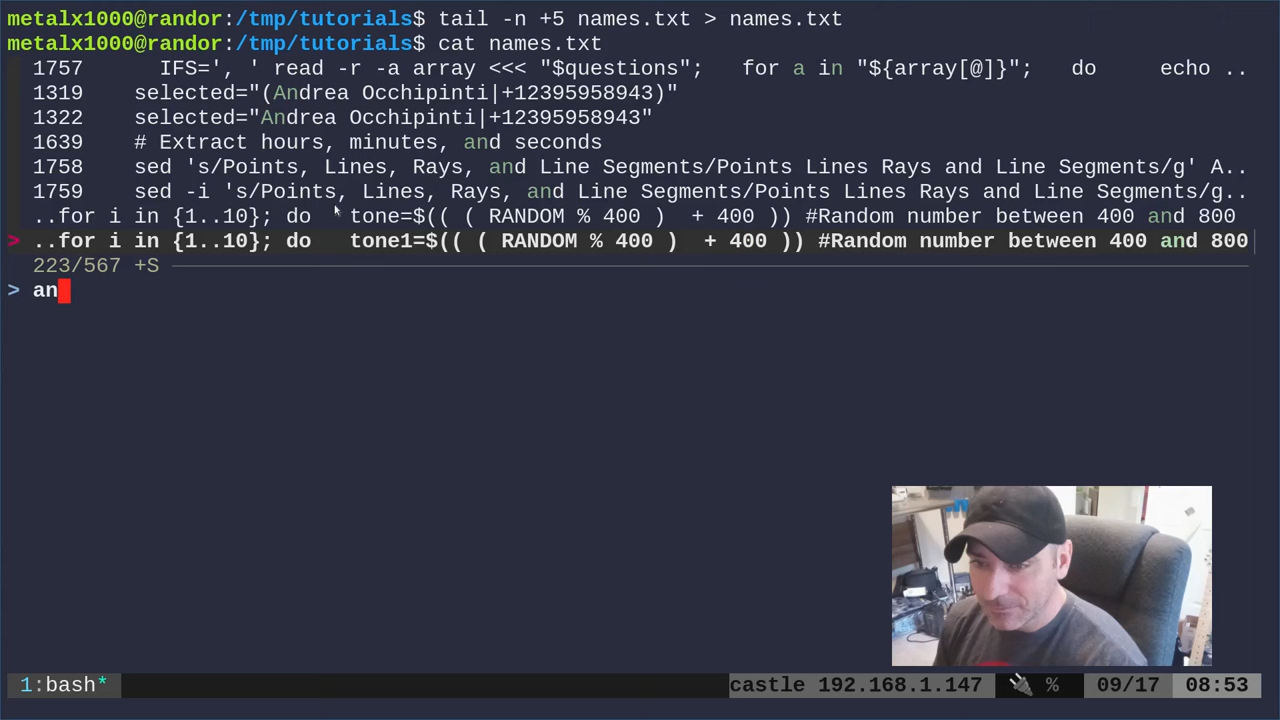 metalx1000@randor:/tmp/tutorials$ tail -n +5 names.txt > names.txt
metalx1000@randor:/tmp/tutorials$ cat names.txt
1757      IFS=', ' read -r -a array <<< "$questions";   for a in "${array[@]}";   do     echo ..
1319    selected="(Andrea Occhipinti|+12395958943)"
1322    selected="Andrea Occhipinti|+12395958943"
1639    # Extract hours, minutes, and seconds
1758    sed 's/Points, Lines, Rays, and Line Segments/Points Lines Rays and Line Segments/g' A..
1759    sed -i 's/Points, Lines, Rays, and Line Segments/Points Lines Rays and Line Segments/g..
..for i in {1..10}; do   tone=$(( ( RANDOM % 400 )  + 400 )) #Random number between 400 and 800
> ..for i in {1..10}; do   tone1=$(( ( RANDOM % 400 )  + 400 )) #Random number between 400 and 800
223/567 +S
> an
1:bash*
castle 192.168.1.147 🔌 % 09/17 08:53